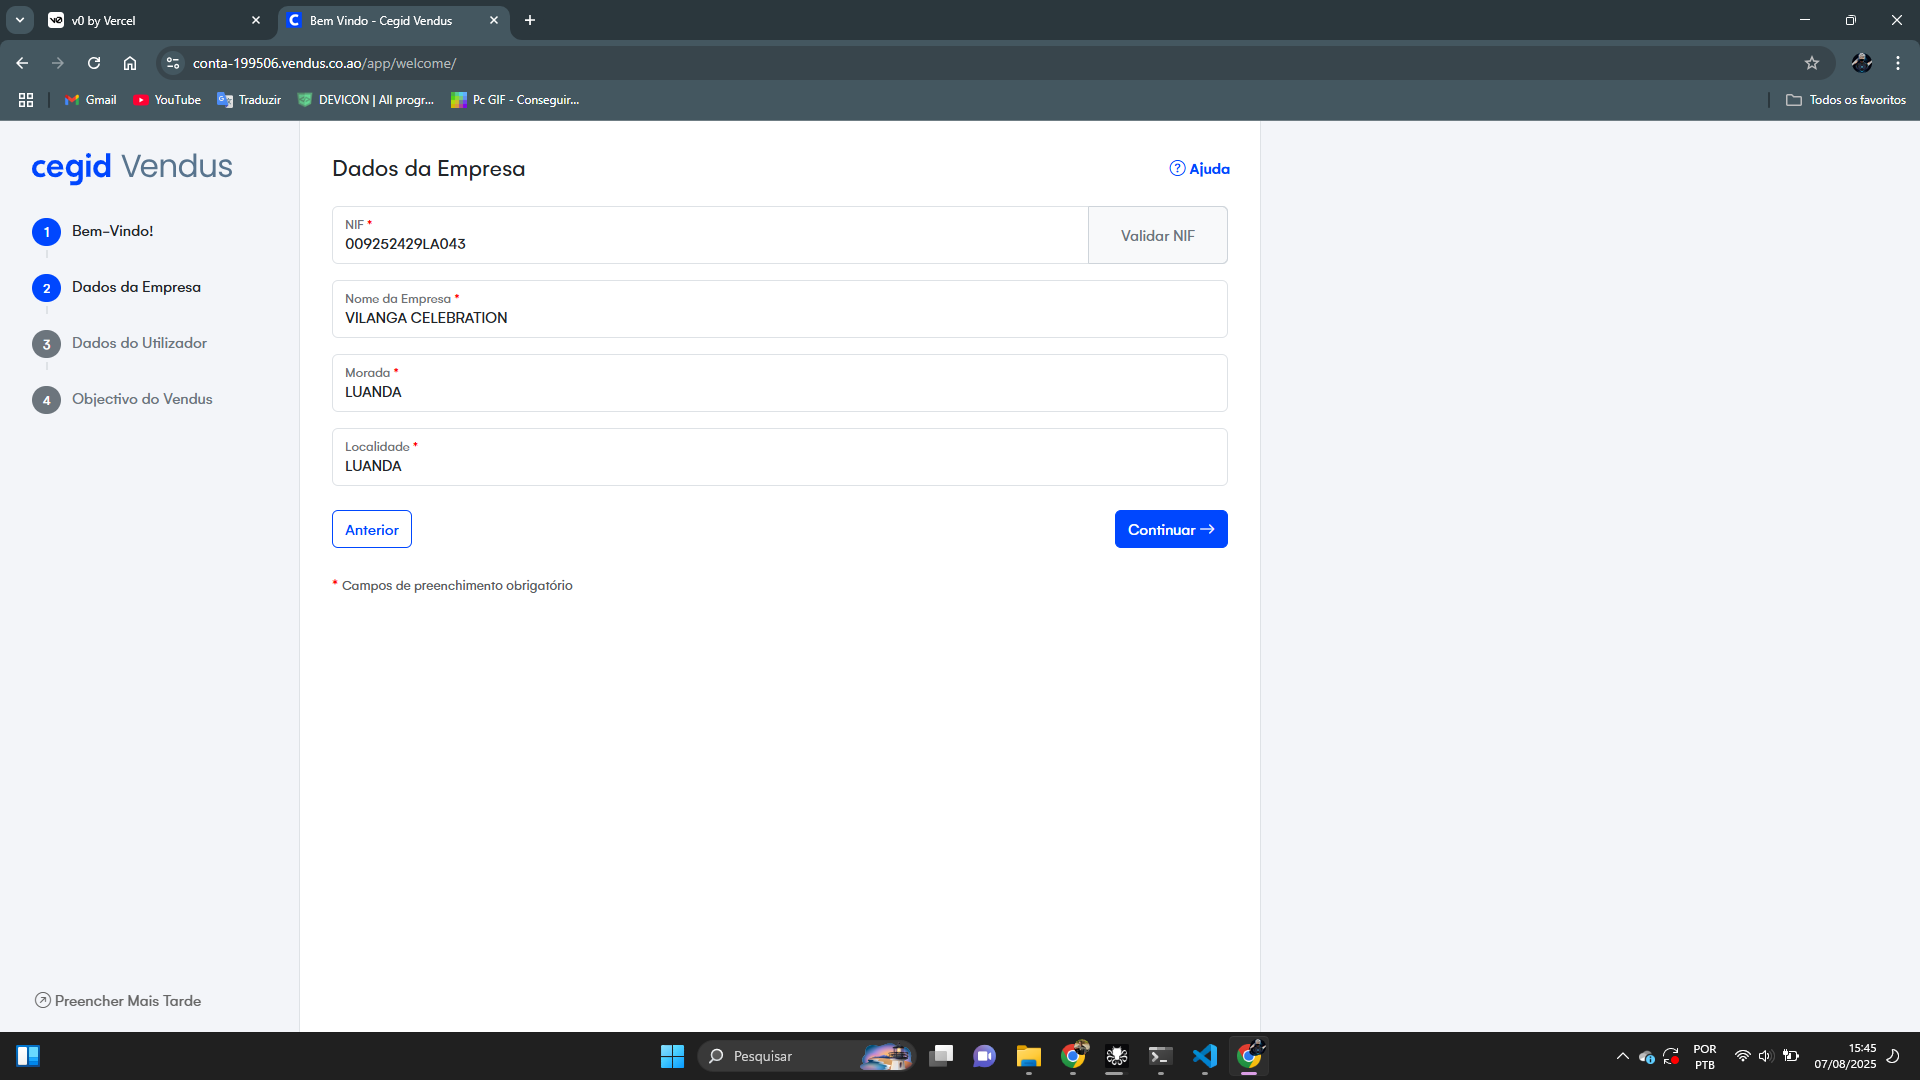 v0 by Vercel
Bem Vindo - Cegid Vendus
conta-199506.vendus.co.ao/app/welcome/
Gmail
YouTube
Traduzir
DEVICON | All progr...
Pc GIF - Conseguir...
Todos os favoritos
cegid Vendus
1 Bem-Vindo!
2 Dados da Empresa
3 Dados do Utilizador
4 Objectivo do Vendus
Preencher Mais Tarde
Dados da Empresa
? Ajuda
NIF *
009252429LA043
Validar NIF
Nome da Empresa *
VILANGA CELEBRATION
Morada *
LUANDA
Localidade *
LUANDA
Anterior
Continuar →
* Campos de preenchimento obrigatório
Pesquisar
POR
PTB
15:45
07/08/2025